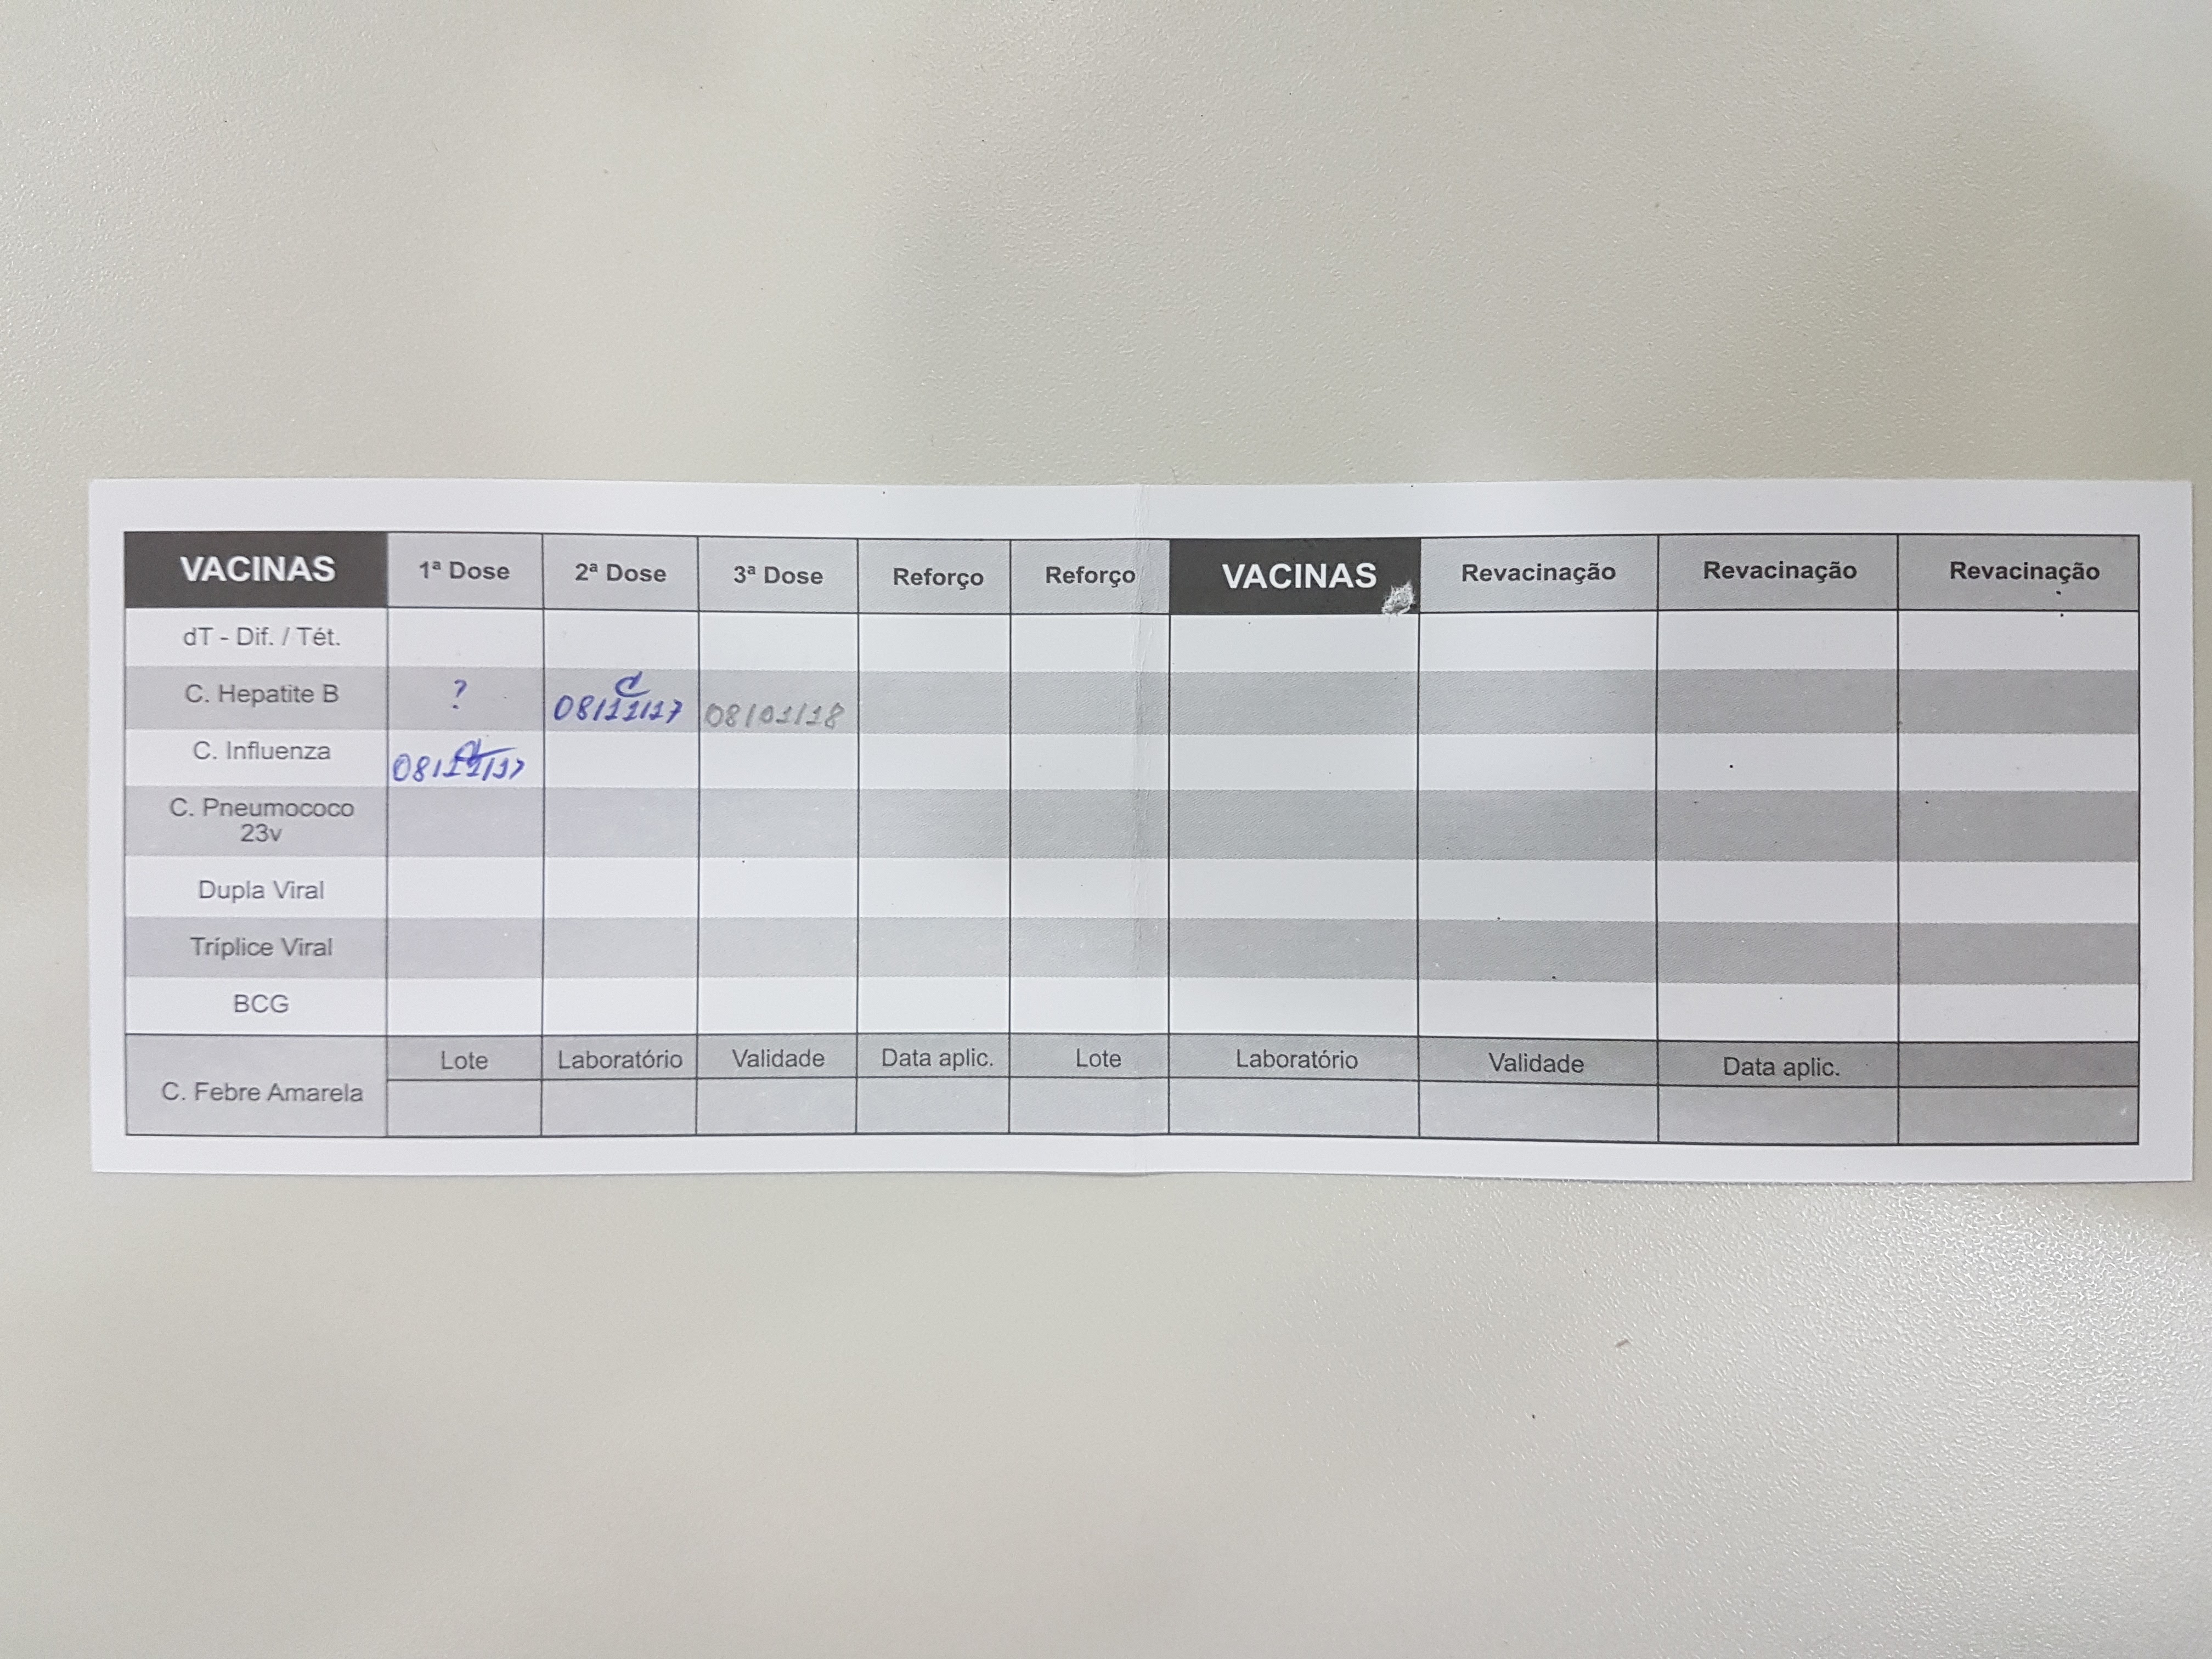 VACINAS 1ª Dose 2ª Dose 3ª Dose Reforço Reforço VACINAS Revacinação Revacinação Revacinação
dT - Dif. / Tét.
C. Hepatite B ? 08/11/17 08/01/18
C. Influenza 08/11/17
C. Pneumococo
23v
Dupla Viral
Tríplice Viral
BCG
Lote Laboratório Validade Data aplic. Lote Laboratório Validade Data aplic.
C. Febre Amarela